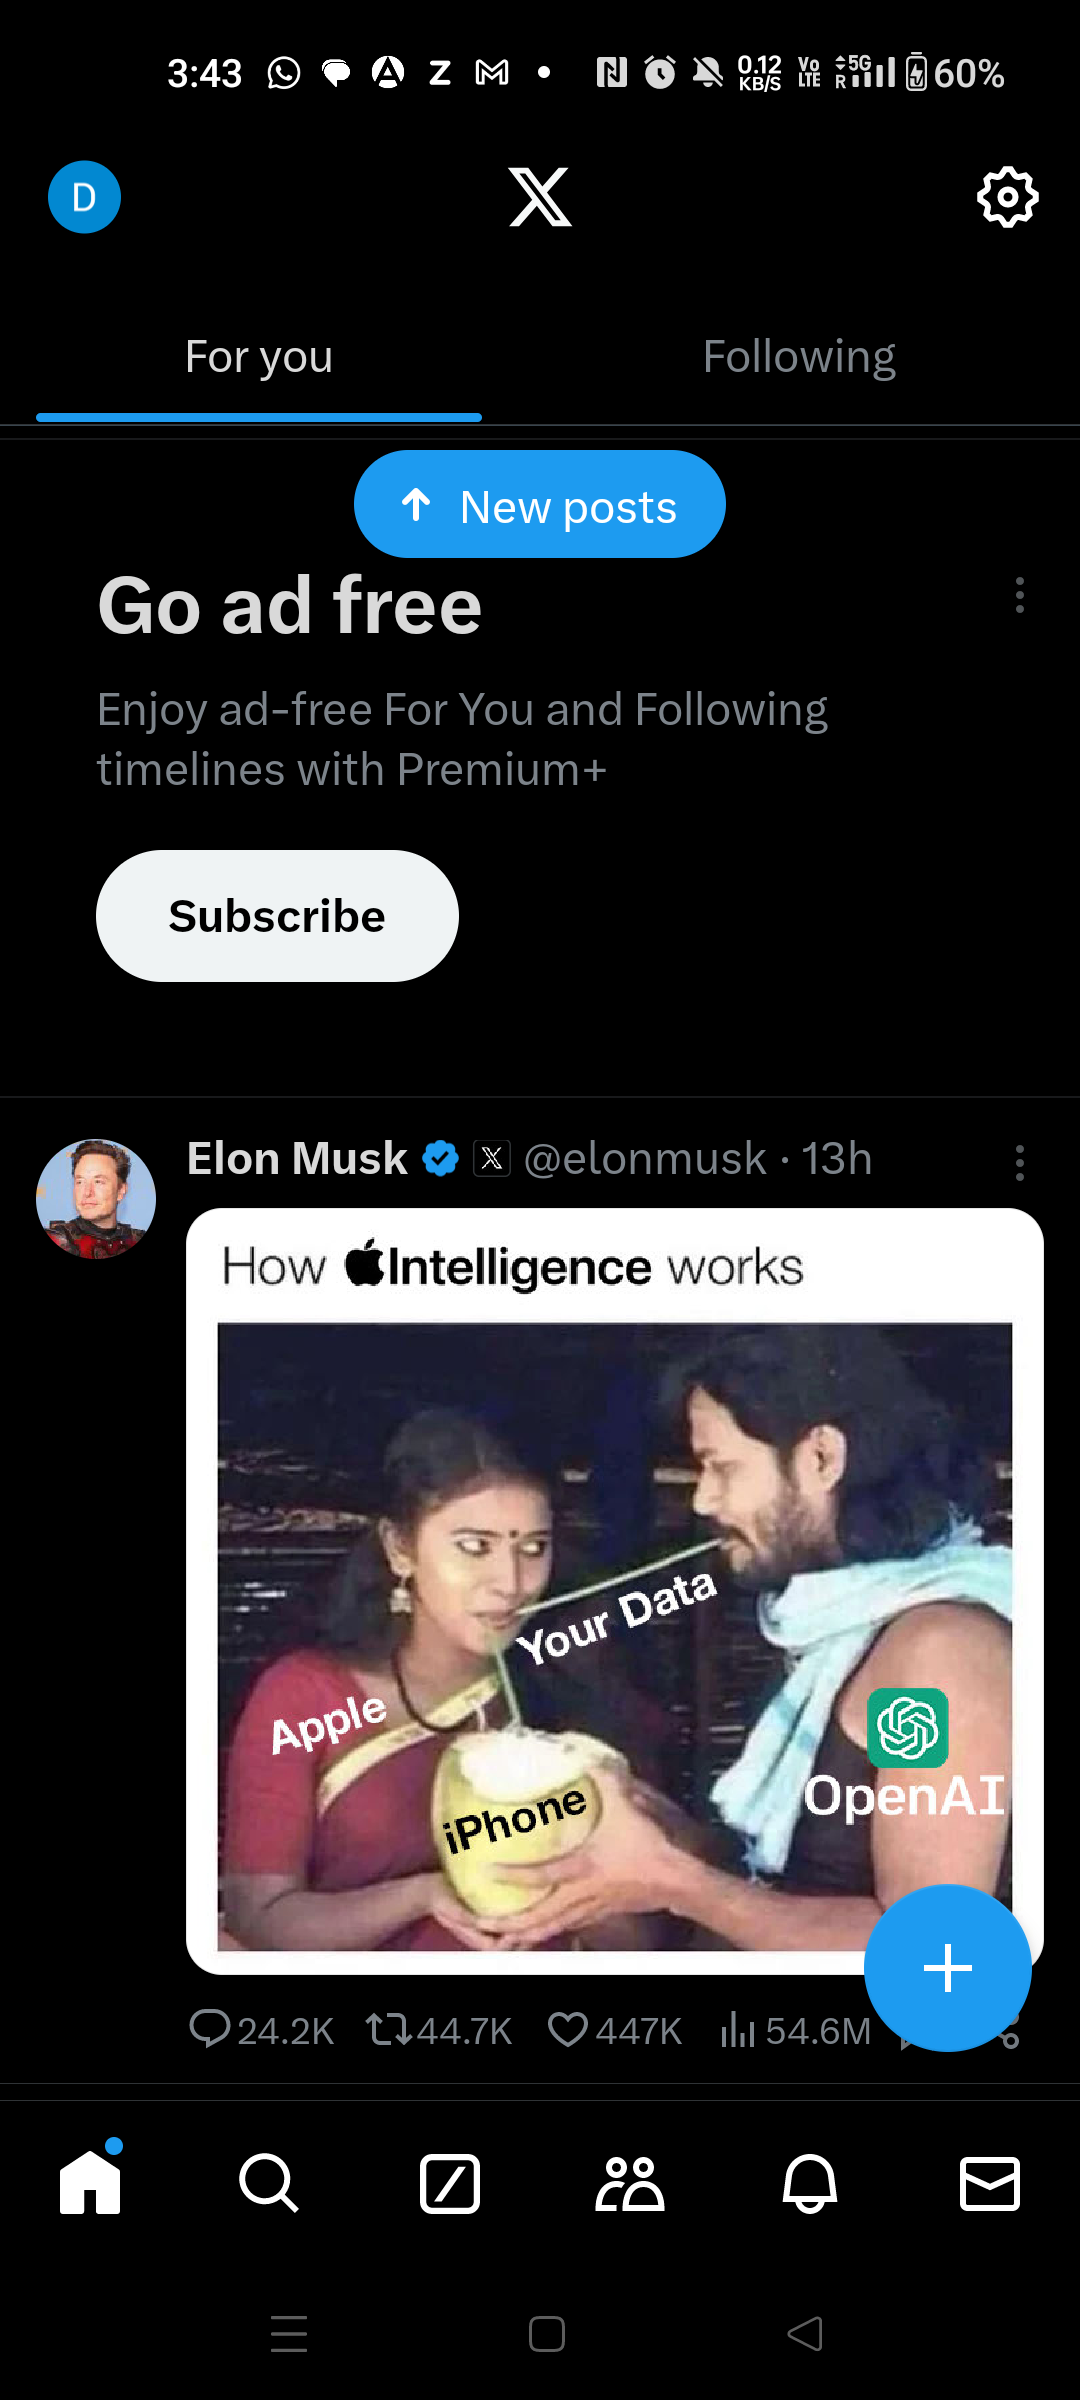 3:43 0.12 KB/S Vo LTE 5G R 60%
D
For you Following
New posts
Go ad free
Enjoy ad-free For You and Following
timelines with Premium+
Subscribe
Elon Musk @elonmusk · 13h
How Intelligence works
Your Data
Apple
iPhone
OpenAI
24.2K 44.7K 447K 54.6M